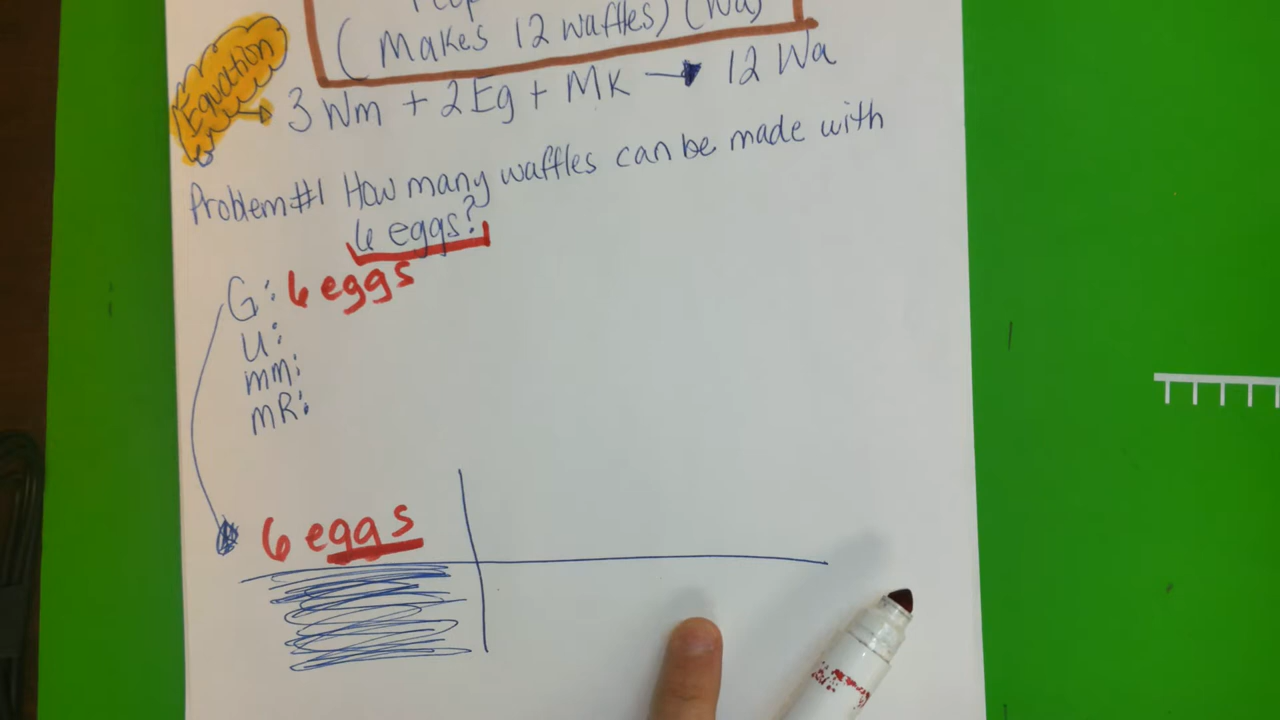 (Makes 12 waffles) (Wa)
Equation
3 Wm + 2 Eg + Mk → 12 Wa
Problem #1 How many waffles can be made with
6 eggs?
G: 6 eggs
U:
mm:
mR:
6 eggs